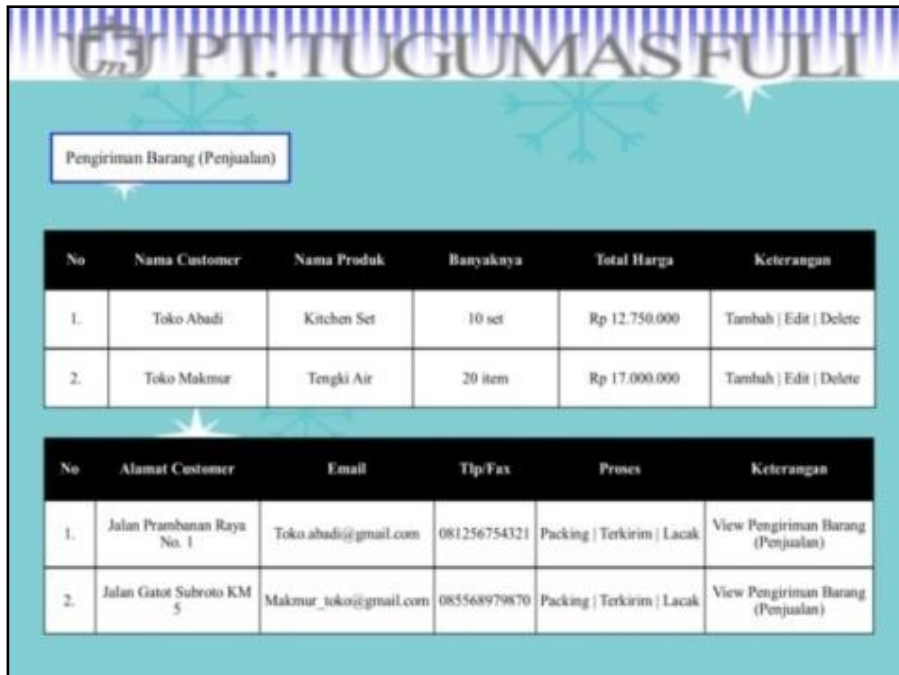 PT. TUGUMAS FULI
Pengiriman Barang (Penjualan)
No Nama Customer Nama Produk Banyaknya Total Harga Keterangan
1. Toko Abadi Kitchen Set 10 set Rp 12.750.000 Tambah | Edit | Delete
2. Toko Makmur Tengki Air 20 item Rp 17.000.000 Tambah | Edit | Delete
No Alamat Customer Email Tlp/Fax Proses Keterangan
1. Jalan Prambanan Raya No. 1 Toko.abadi@gmail.com 081256754321 Packing | Terkirim | Lacak View Pengiriman Barang (Penjualan)
2. Jalan Gatot Subroto KM 5 Makmur_toko@gmail.com 085568979870 Packing | Terkirim | Lacak View Pengiriman Barang (Penjualan)